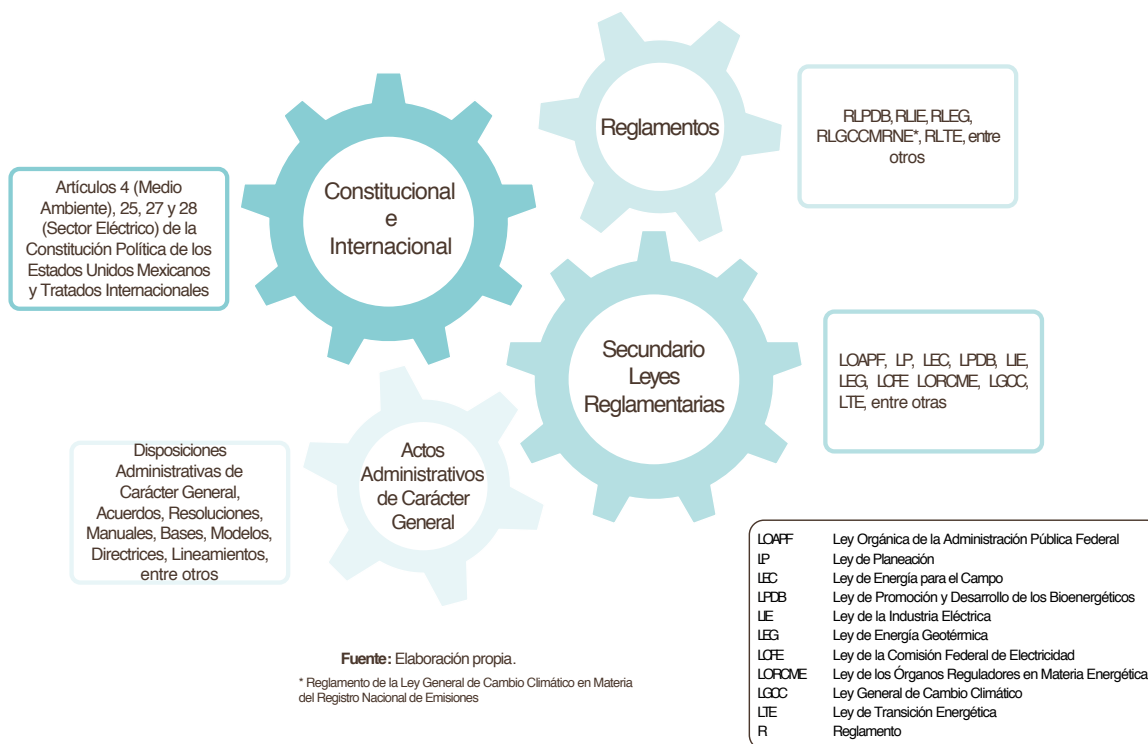 Reglamentos
RLPDB, RLIE, RLEG,
RLGCCMRNE*, RLTE, entre
otros
Constitucional
e
Internacional
Artículos 4 (Medio
Ambiente), 25, 27 y 28
(Sector Eléctrico) de la
Constitución Política de los
Estados Unidos Mexicanos
y Tratados Internacionales
Secundario
Leyes
Reglamentarias
LOAPF, LP, LEC, LPDB, LIE,
LEG, LCFE LORCME, LGCC,
LTE, entre otras
Actos
Administrativos
de Carácter
General
Disposiciones
Administrativas de
Carácter General,
Acuerdos, Resoluciones,
Manuales, Bases, Modelos,
Directrices, Lineamientos,
entre otros
LOAPF Ley Orgánica de la Administración Pública Federal
LP Ley de Planeación
LEC Ley de Energía para el Campo
LPDB Ley de Promoción y Desarrollo de los Bioenergéticos
LIE Ley de la Industria Eléctrica
LEG Ley de Energía Geotérmica
LCFE Ley de la Comisión Federal de Electricidad
LORCME Ley de los Órganos Reguladores en Materia Energética
LGCC Ley General de Cambio Climático
LTE Ley de Transición Energética
R Reglamento
Fuente: Elaboración propia.
* Reglamento de la Ley General de Cambio Climático en Materia
del Registro Nacional de Emisiones